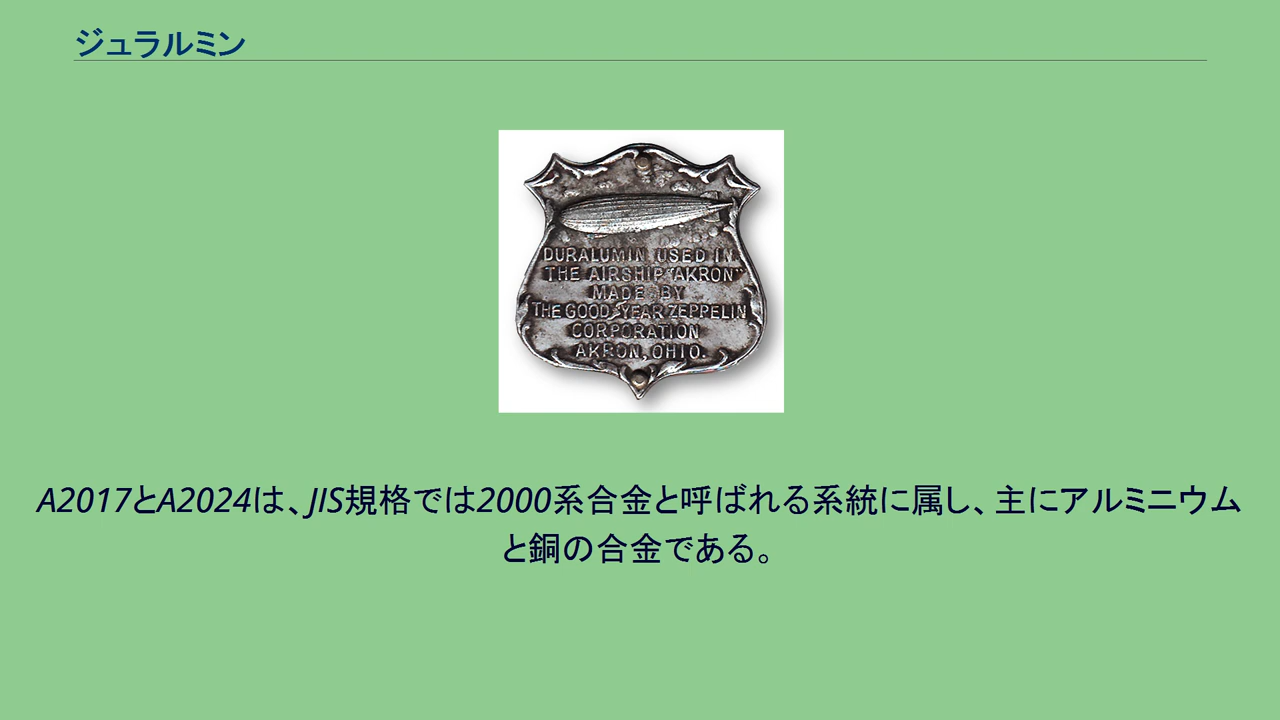 ジュラルミン
DURALUMIN USED IN
THE AIRSHIP "AKRON"
MADE BY
THE GOOD YEAR ZEPPELIN
CORPORATION
AKRON, OHIO.
A2017とA2024は、JIS規格では2000系合金と呼ばれる系統に属し、主にアルミニウム
と銅の合金である。